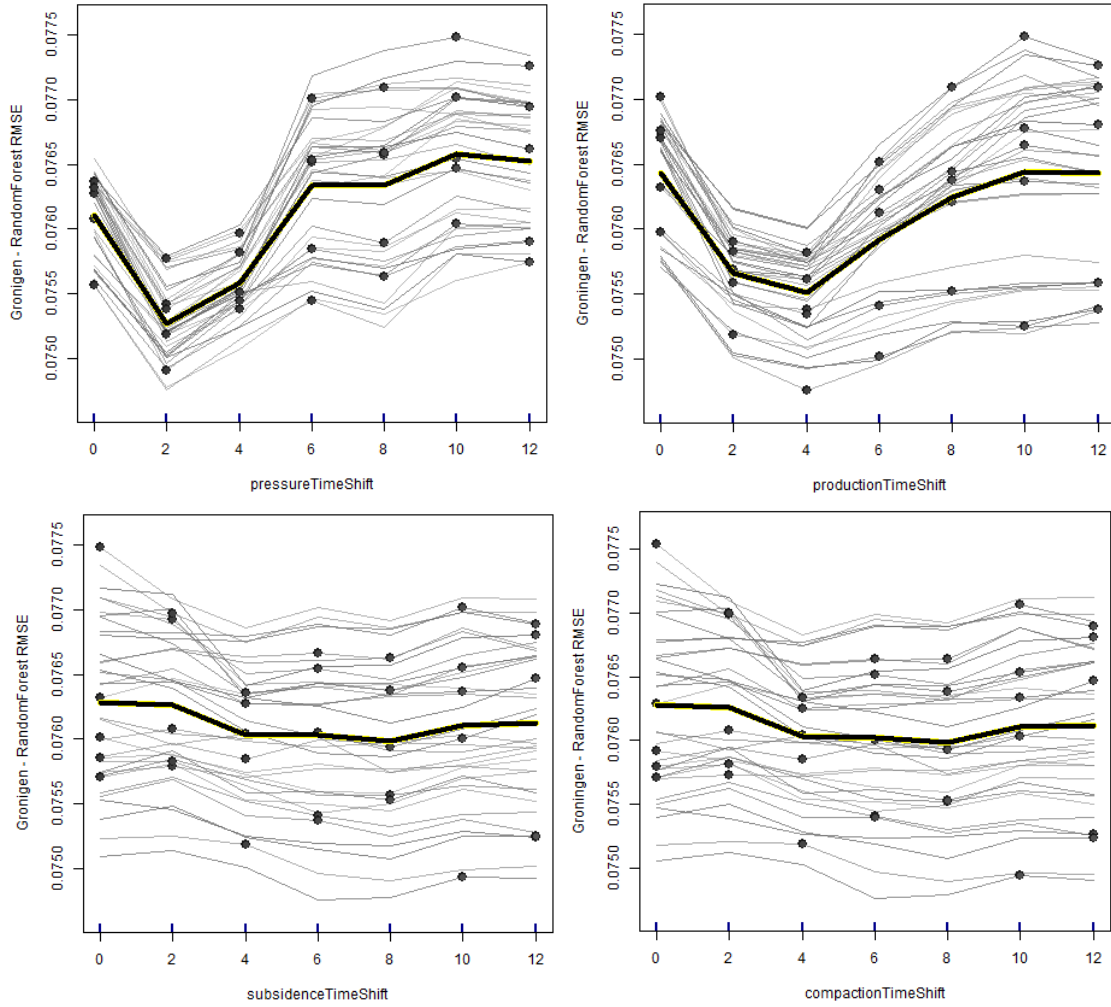 Gronigen - RandomForest RMSE
0.0775
0.0770
0.0765
0.0760
0.0755
0.0750
0 2 4 6 8 10 12
pressureTimeShift
Gronigen - RandomForest RMSE
0.0775
0.0770
0.0765
0.0760
0.0755
0.0750
0 2 4 6 8 10 12
productionTimeShift
Gronigen - RandomForest RMSE
0.0775
0.0770
0.0765
0.0760
0.0755
0.0750
0 2 4 6 8 10 12
subsidenceTimeShift
Gronigen - RandomForest RMSE
0.0775
0.0770
0.0765
0.0760
0.0755
0.0750
0 2 4 6 8 10 12
compactionTimeShift